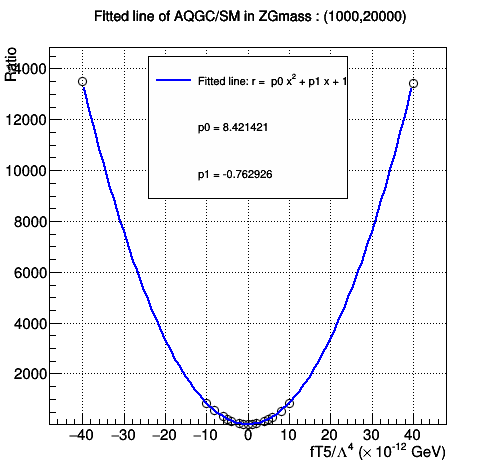 FItted line of AQGC/SM in ZGmass : (1000,20000)
Ratio
Fitted line: r = p0 x² + p1 x + 1
p0 = 8.421421
p1 = -0.762926
14000
12000
10000
8000
6000
4000
2000
−40 −30 −20 −10 0 10 20 30 40
fT5/Λ⁴ (× 10⁻¹² GeV)